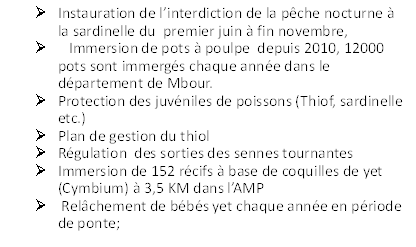 ➢ Instauration de l’interdiction de la pêche nocturne à
la sardinelle du premier juin à fin novembre,
➢ Immersion de pots à poulpe depuis 2010, 12000
pots sont immergés chaque année dans le
département de Mbour.
➢ Protection des juvéniles de poissons (Thiof, sardinelle
etc.)
➢ Plan de gestion du thiol
➢ Régulation des sorties des sennes tournantes
➢ Immersion de 152 récifs à base de coquilles de yet
(Cymbium) à 3,5 KM dans l’AMP
➢ Relâchement de bébés yet chaque année en période
de ponte;